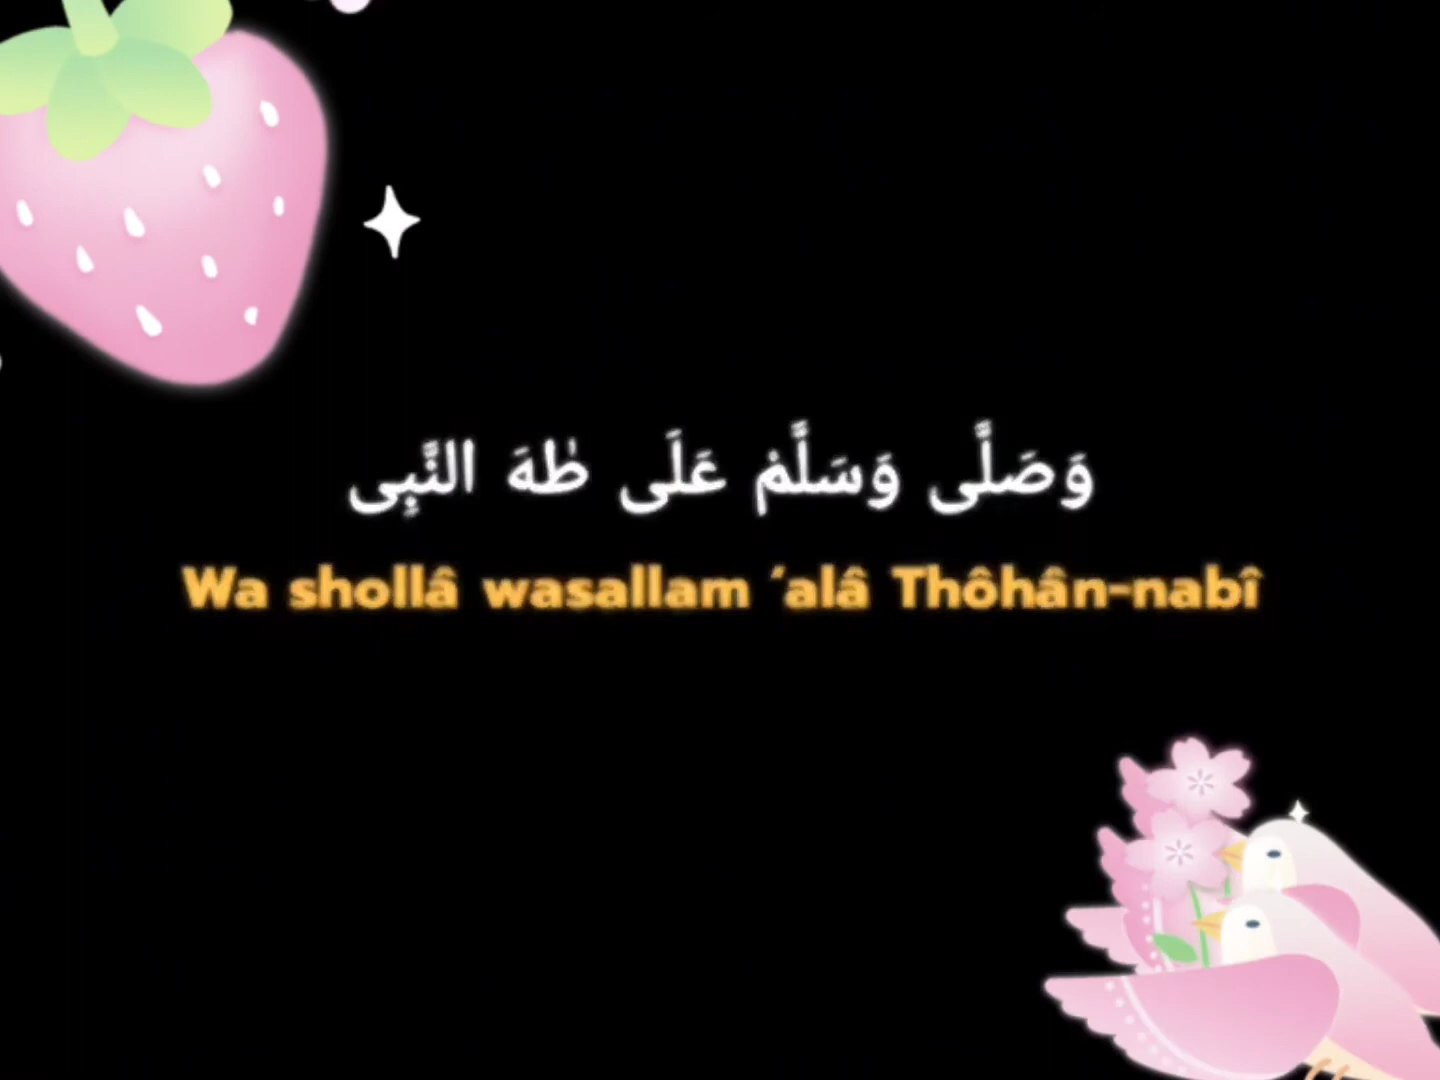 وَصَلَّى وَسَلَّمْ عَلَى طٰهَ النَّبِى
Wa shollâ wasallam ‘alâ Thôhân-nabî